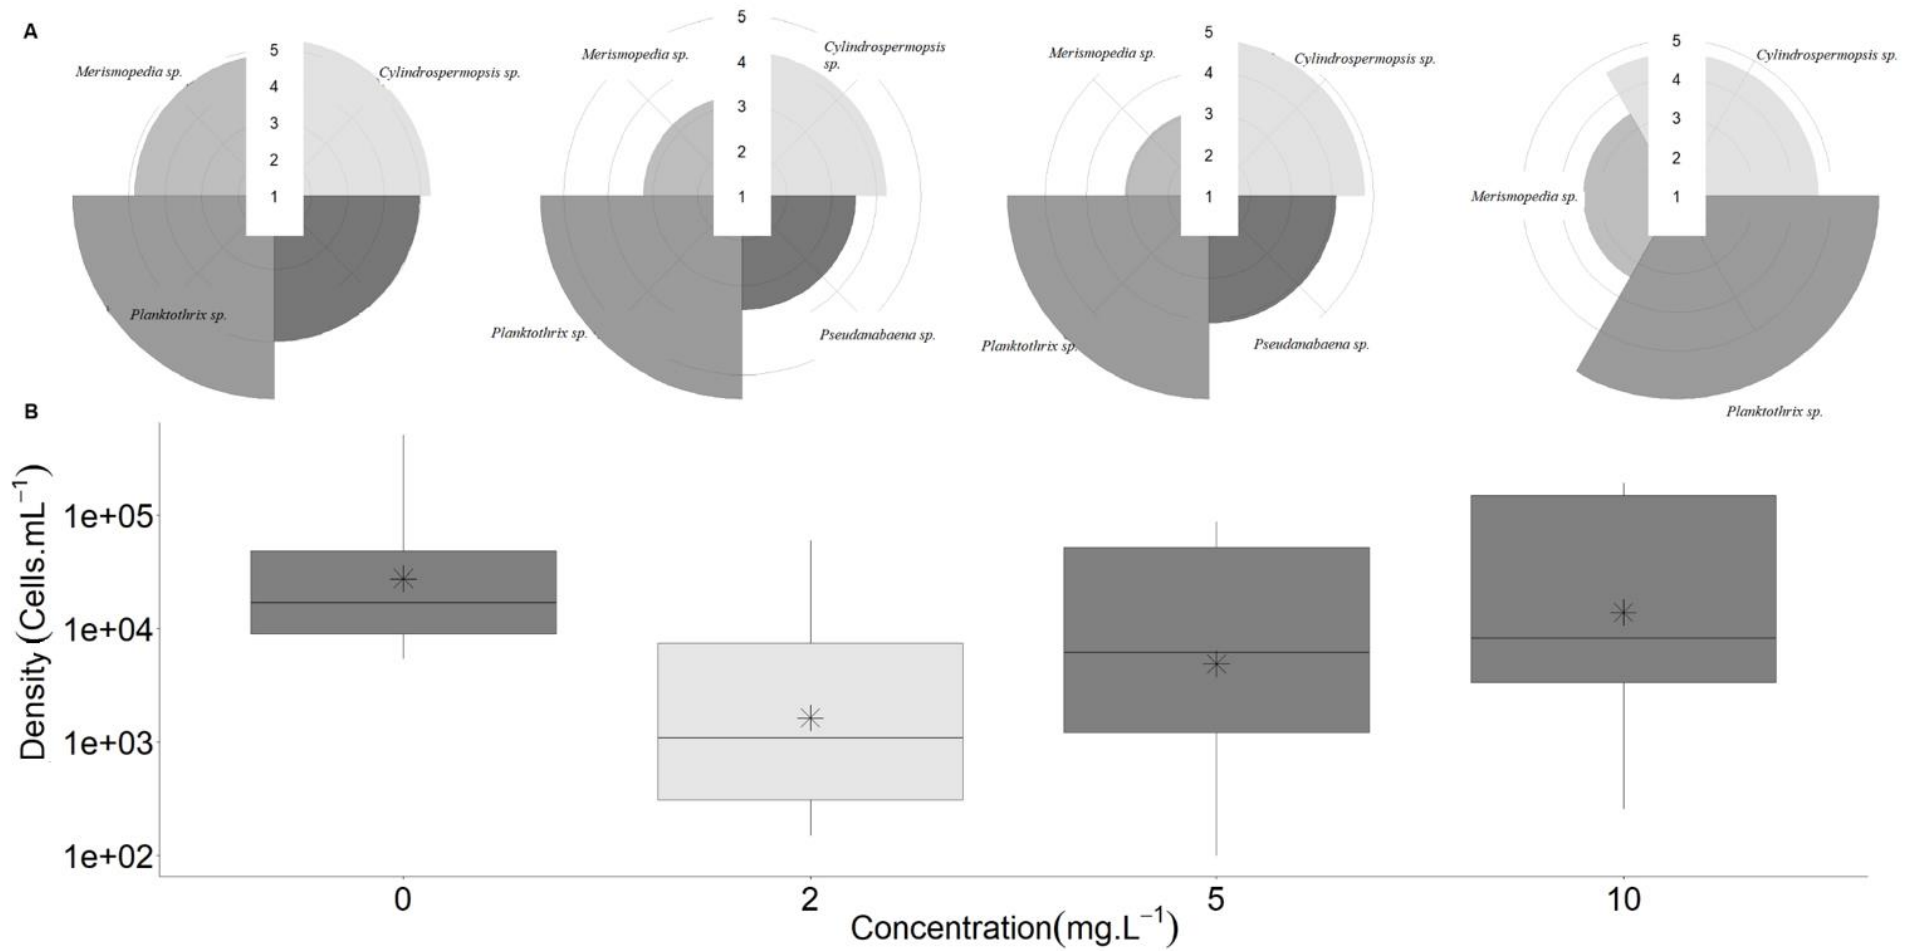 A
5
4
3
2
1
Merismopedia sp.
Cylindrospermopsis sp.
Planktothrix sp.
5
4
3
2
1
Merismopedia sp.
Cylindrospermopsis
sp.
Planktothrix sp.
Pseudanabaena sp.
5
4
3
2
1
Merismopedia sp.
Cylindrospermopsis sp.
Planktothrix sp.
Pseudanabaena sp.
5
4
3
2
1
Cylindrospermopsis sp.
Merismopedia sp.
Planktothrix sp.
B
Density (Cells.mL⁻¹)
1e+05
1e+04
1e+03
1e+02
0
2
5
10
Concentration(mg.L⁻¹)